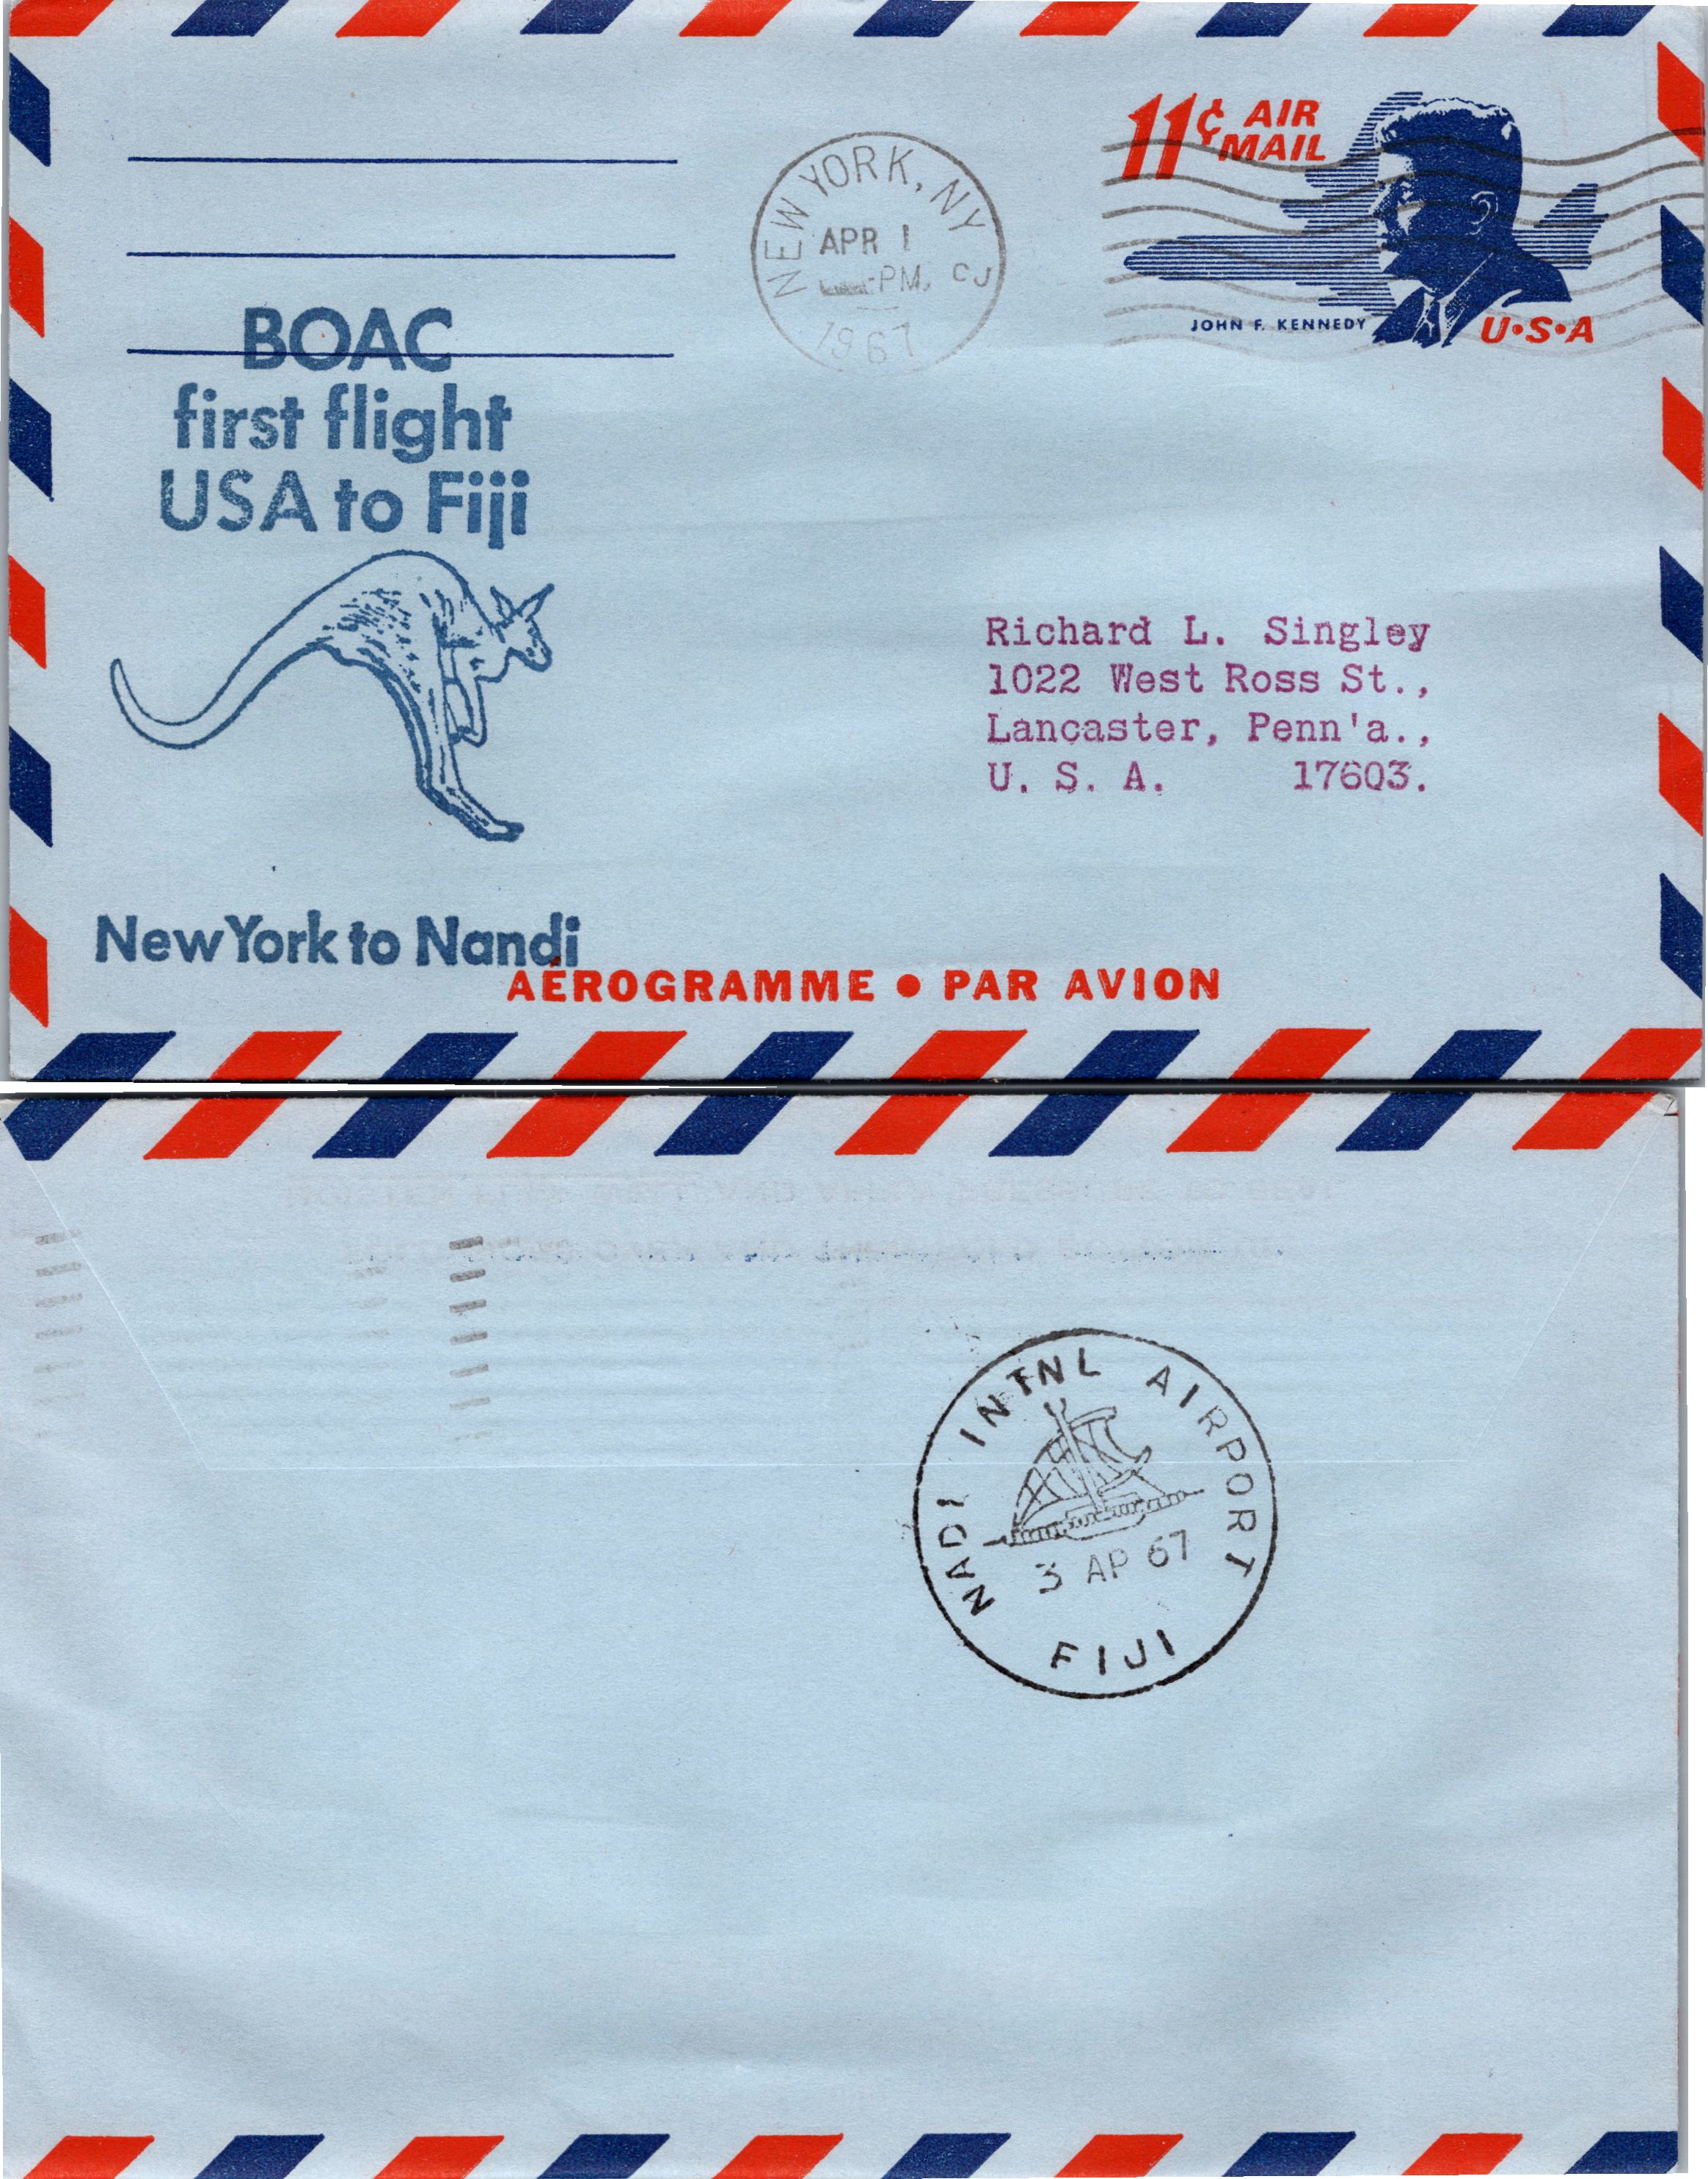 11¢ AIR
MAIL
NEW YORK, NY
APR 1
PM, CJ
1967
JOHN F. KENNEDY
U•S•A
BOAC
first flight
USA to Fiji
Richard L. Singley
1022 West Ross St.,
Lancaster, Penn'a.,
U. S. A. 17603.
New York to Nandi
AÉROGRAMME • PAR AVION
NADI INTNL AIRPORT
3 AP 67
FIJI